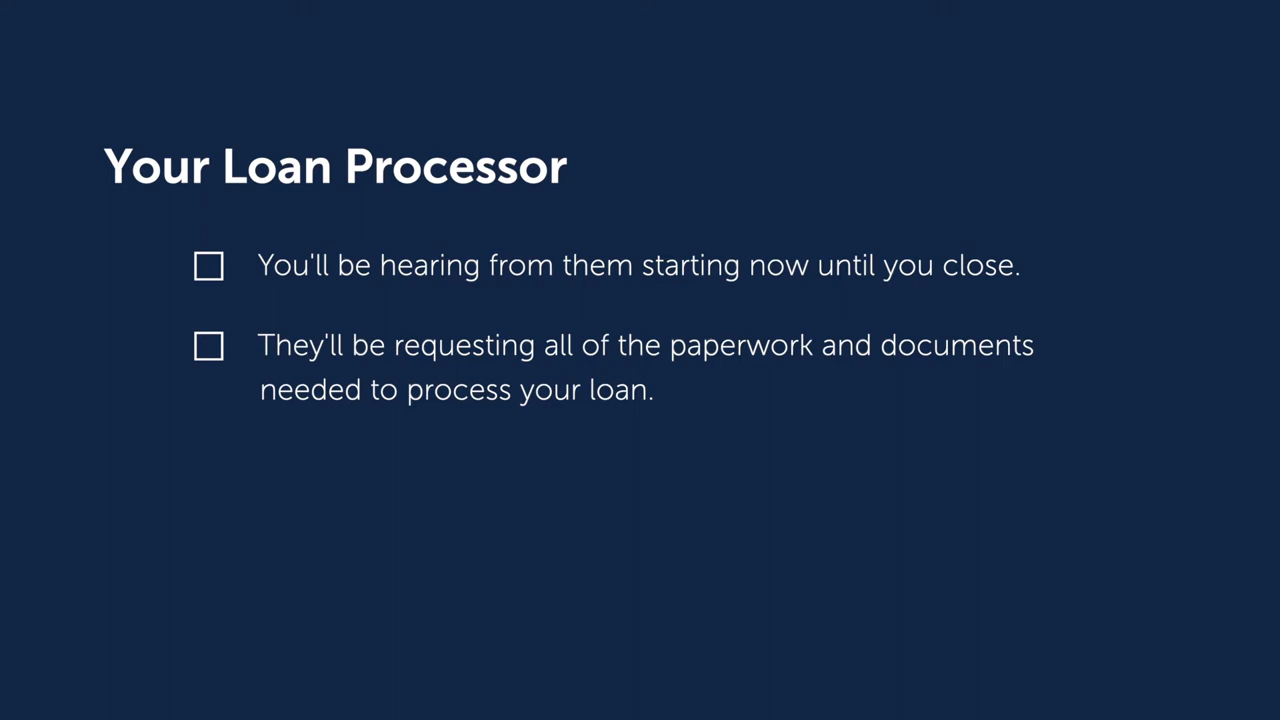 Your Loan Processor
You'll be hearing from them starting now until you close.
They'll be requesting all of the paperwork and documents
needed to process your loan.